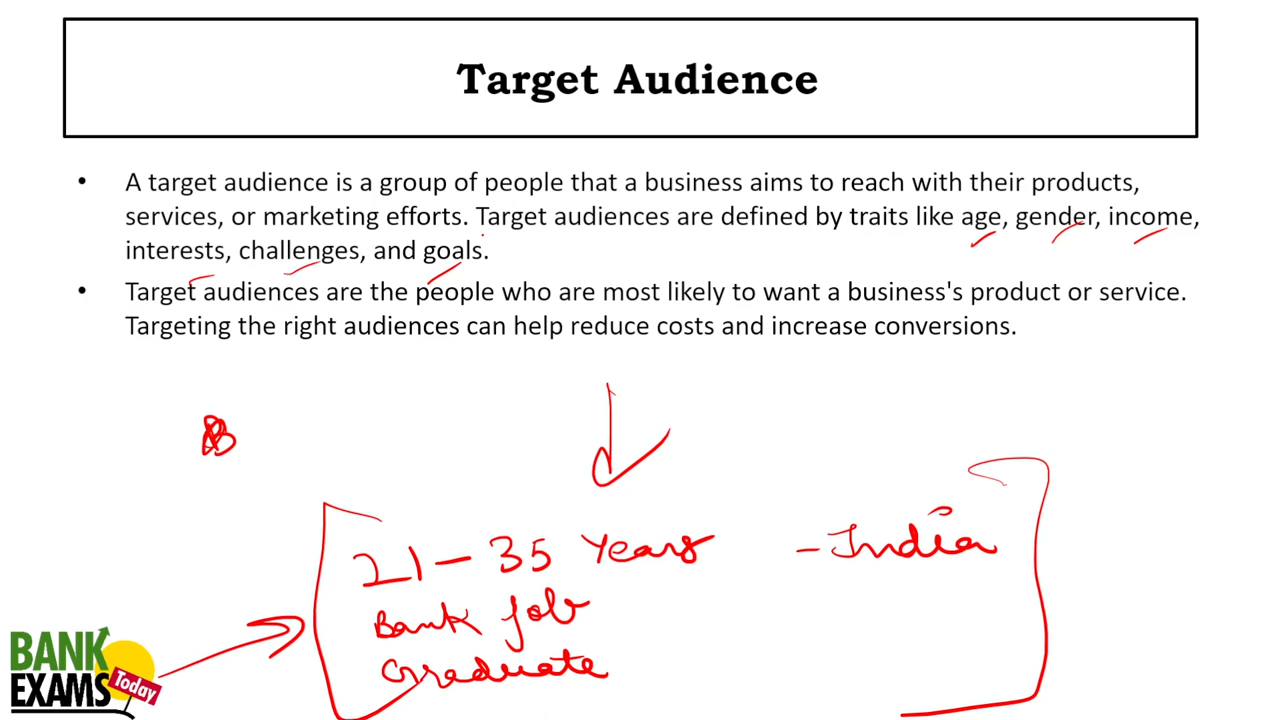 Target Audience
• A target audience is a group of people that a business aims to reach with their products,
services, or marketing efforts. Target audiences are defined by traits like age, gender, income,
interests, challenges, and goals.
• Target audiences are the people who are most likely to want a business's product or service.
Targeting the right audiences can help reduce costs and increase conversions.
21-35 Years - India
Bank Job
Graduate
BANK
EXAMS Today